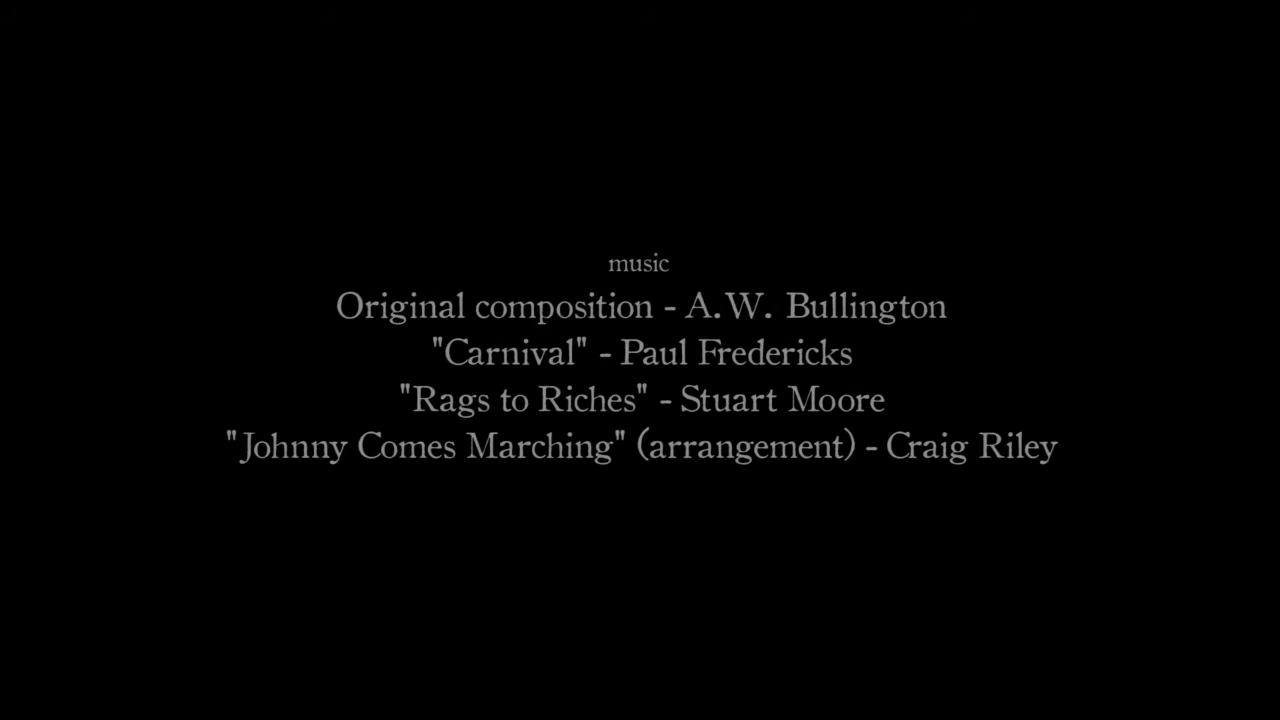 music
Original composition - A.W. Bullington
"Carnival" - Paul Fredericks
"Rags to Riches" - Stuart Moore
"Johnny Comes Marching" (arrangement) - Craig Riley